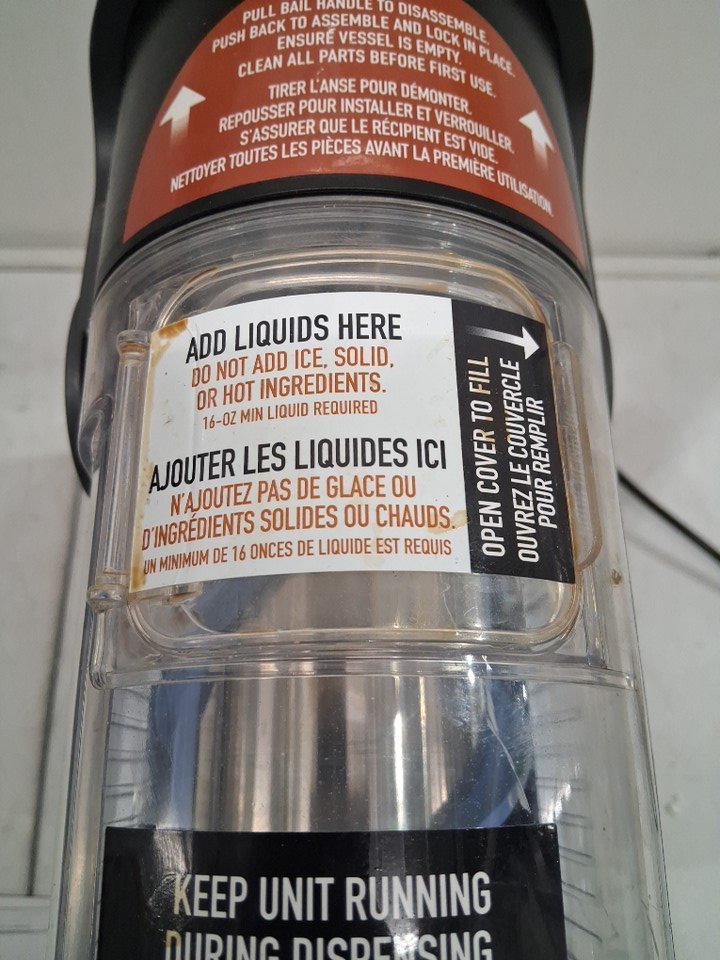 PULL BAIL HANDLE TO DISASSEMBLE.
PUSH BACK TO ASSEMBLE AND LOCK IN PLACE.
ENSURE VESSEL IS EMPTY.
CLEAN ALL PARTS BEFORE FIRST USE.
TIRER L'ANSE POUR DÉMONTER.
REPOUSSER POUR INSTALLER ET VERROUILLER.
S'ASSURER QUE LE RÉCIPIENT EST VIDE.
NETTOYER TOUTES LES PIÈCES AVANT LA PREMIÈRE UTILISATION.
ADD LIQUIDS HERE
DO NOT ADD ICE, SOLID,
OR HOT INGREDIENTS.
16-OZ MIN LIQUID REQUIRED
AJOUTER LES LIQUIDES ICI
N'AJOUTEZ PAS DE GLACE OU
D'INGRÉDIENTS SOLIDES OU CHAUDS.
UN MINIMUM DE 16 ONCES DE LIQUIDE EST REQUIS
OPEN COVER TO FILL
OUVREZ LE COUVERCLE
POUR REMPLIR
KEEP UNIT RUNNING
DURING DISPENSING